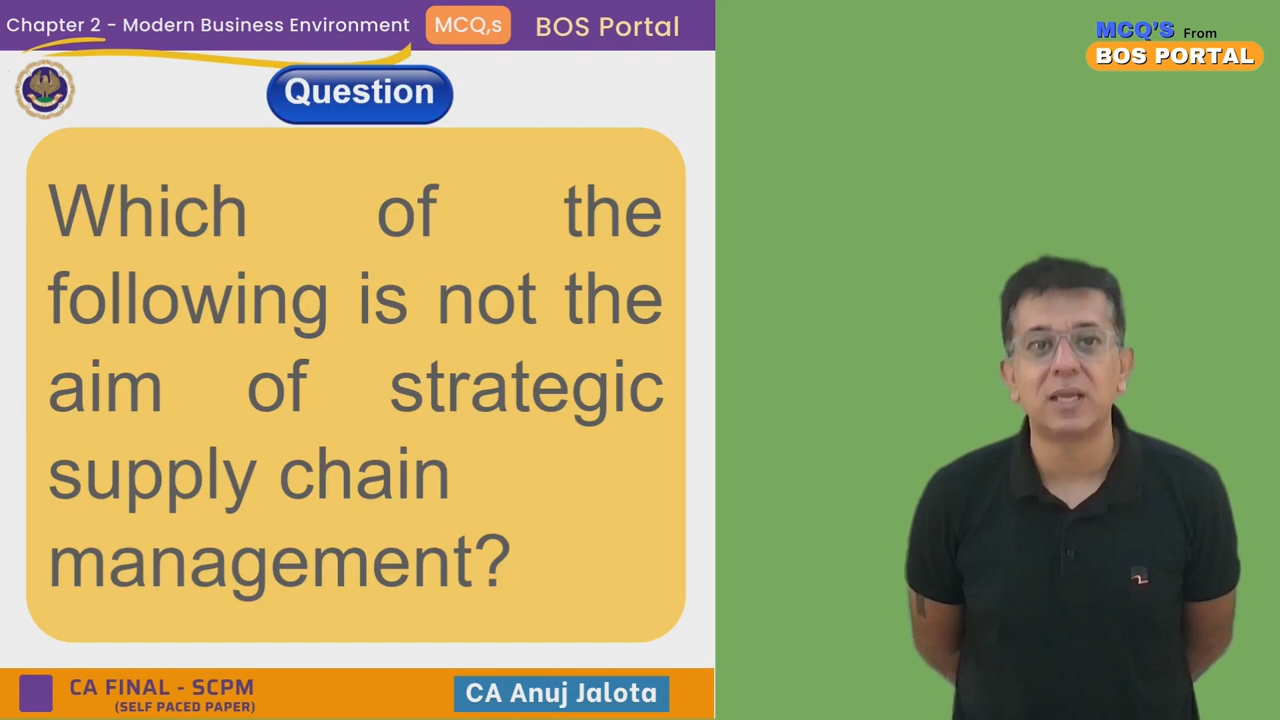 Chapter 2 - Modern Business Environment
MCQ,s
BOS Portal
MCQ'S From
BOS PORTAL
Question
Which of the
following is not the
aim of strategic
supply chain
management?
CA FINAL - SCPM
(SELF PACED PAPER)
CA Anuj Jalota